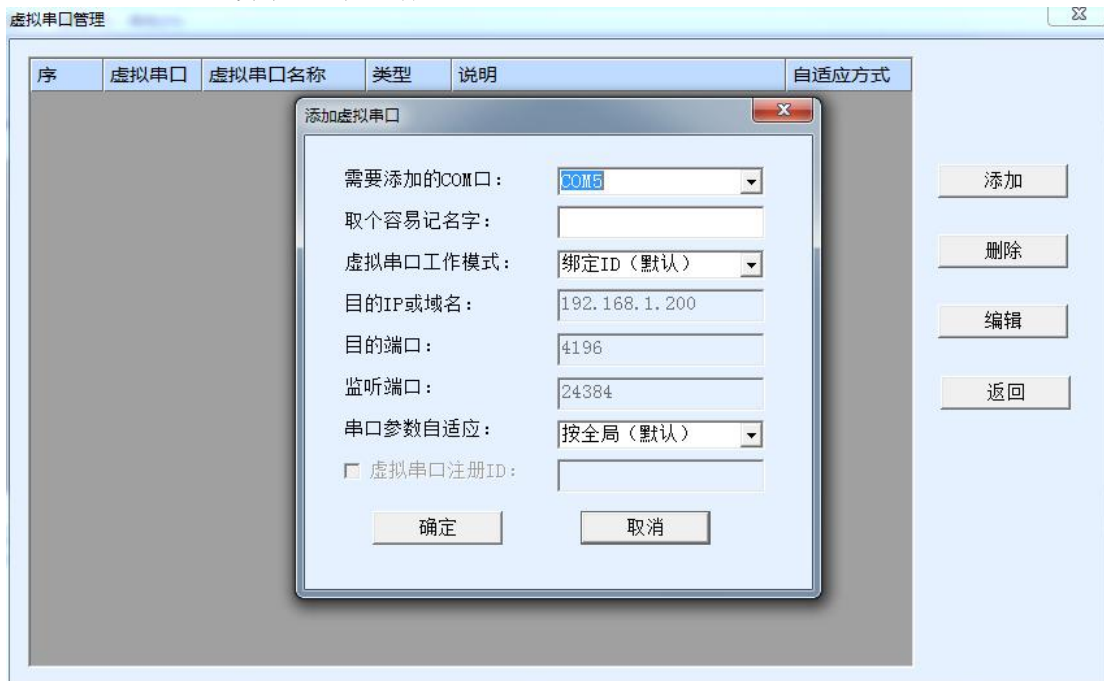 虚拟串口管理
序 虚拟串口 虚拟串口名称 类型 说明 自适应方式
添加虚拟串口
需要添加的COM口： COM5
取个容易记名字：
虚拟串口工作模式： 绑定ID（默认）
目的IP或域名： 192.168.1.200
目的端口： 4196
监听端口： 24384
串口参数自适应： 按全局（默认）
虚拟串口注册ID：
确定 取消
添加
删除
编辑
返回